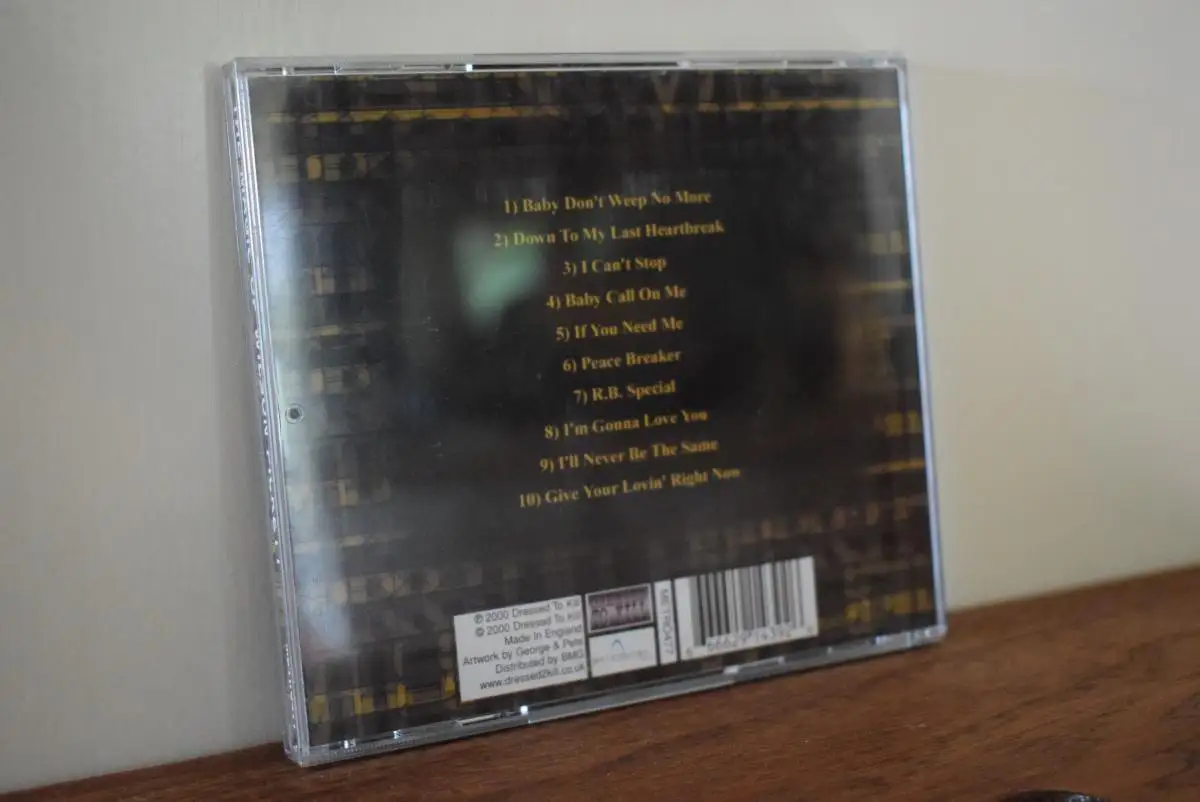 1) Baby Don't Weep No More
2) Down To My Last Heartbreak
3) I Can't Stop
4) Baby Call On Me
5) If You Need Me
6) Peace Breaker
7) R.B. Special
8) I'm Gonna Love You
9) I'll Never Be The Same
10) Give Your Lovin' Right Now
℗ 2000 Dressed To Kill
© 2000 Dressed To Kill
Made In England
Artwork by George & Pete
Distributed by BMG
www.dressed2kill.co.uk